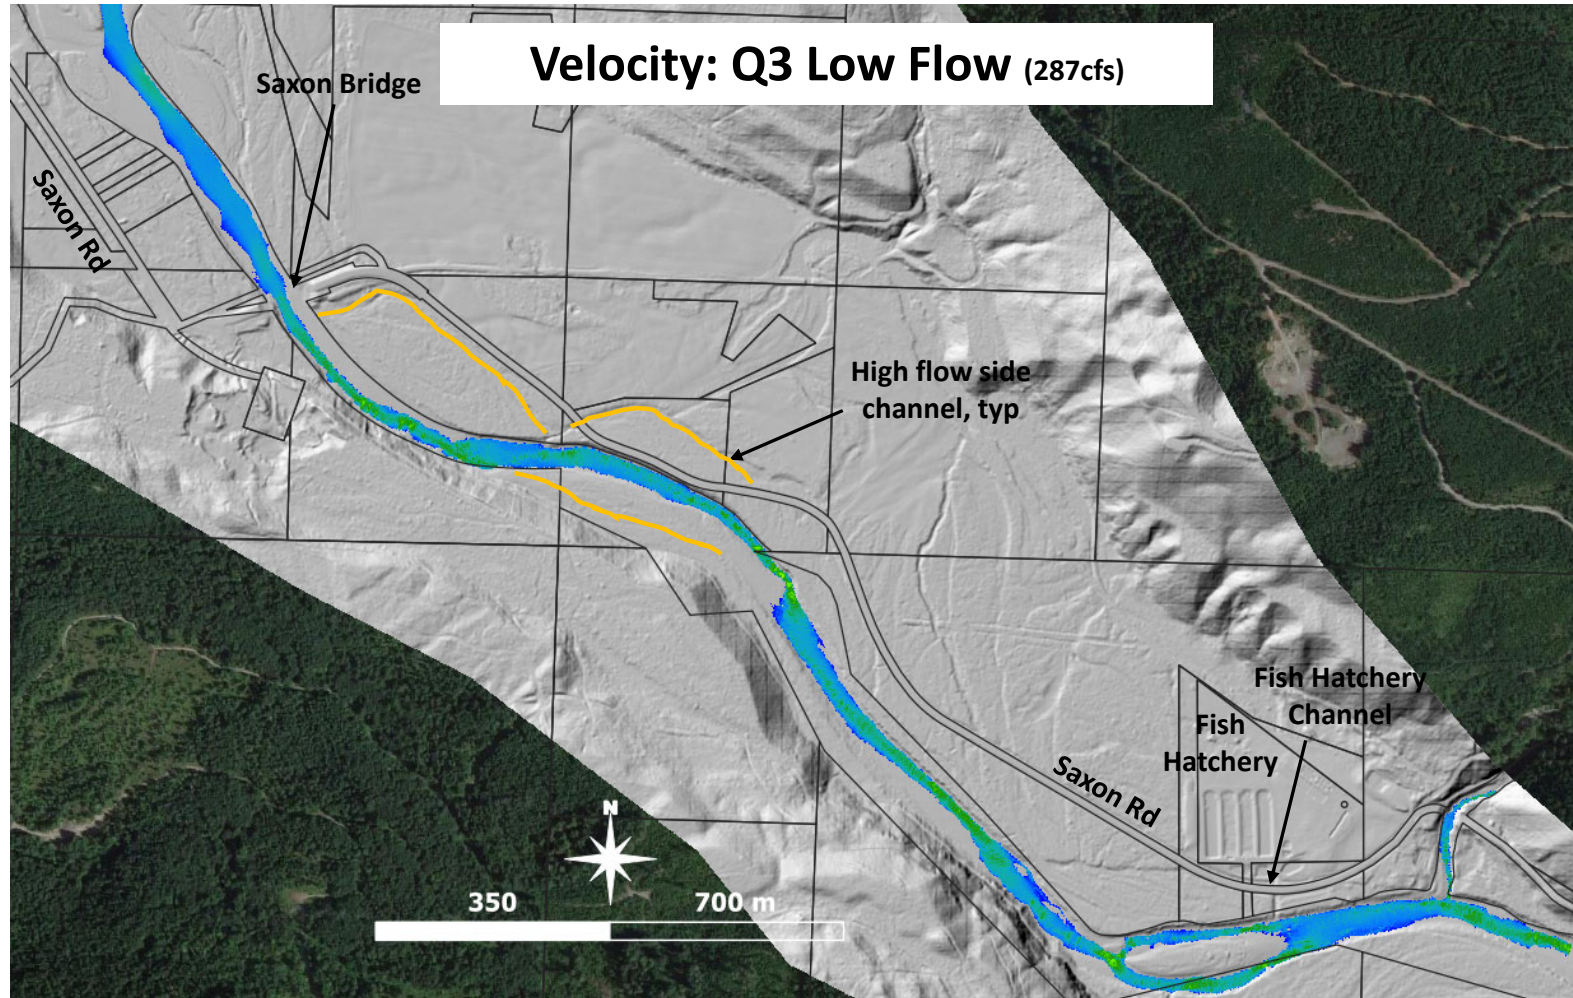 Velocity: Q3 Low Flow (287cfs)
Saxon Bridge
Saxon Rd
High flow side
channel, typ
Fish Hatchery
Channel
Fish
Hatchery
Saxon Rd
N
350 700 m